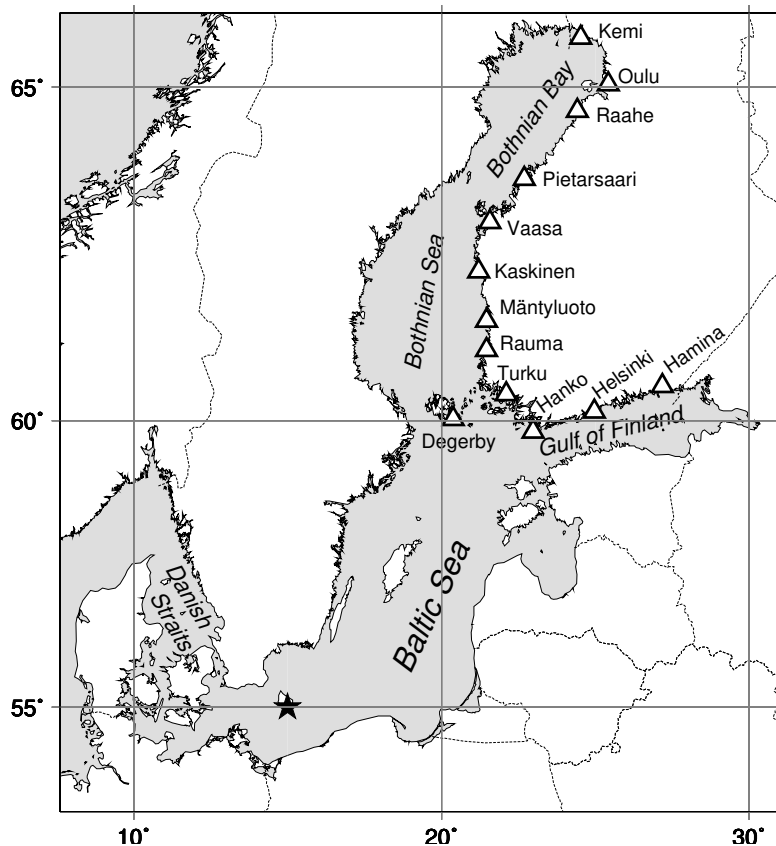 Kemi
65°
Oulu
Raahe
Bothnian Bay
Pietarsaari
Vaasa
Bothnian Sea
Kaskinen
Mäntyluoto
Rauma
Turku
Hanko
Helsinki
Hamina
60°
Degerby
Gulf of Finland
Danish
Straits
Baltic Sea
55°
10°
20°
30°